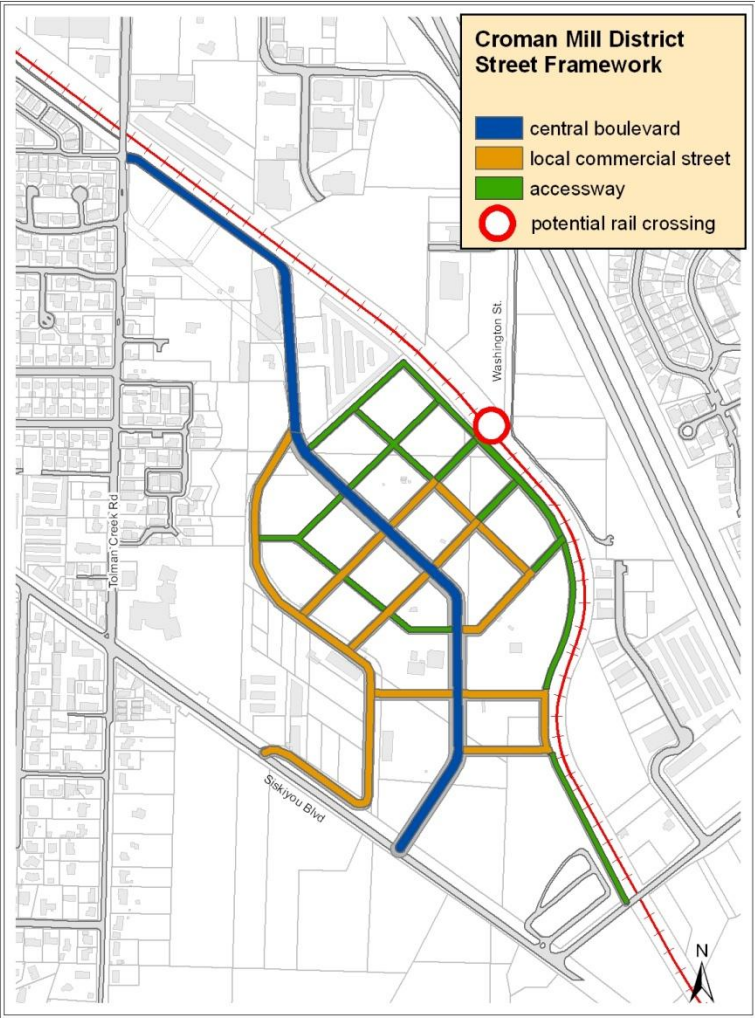 Croman Mill District
Street Framework
central boulevard
local commercial street
accessway
potential rail crossing
Washington St.
Tolman Creek Rd
Siskiyou Blvd
N